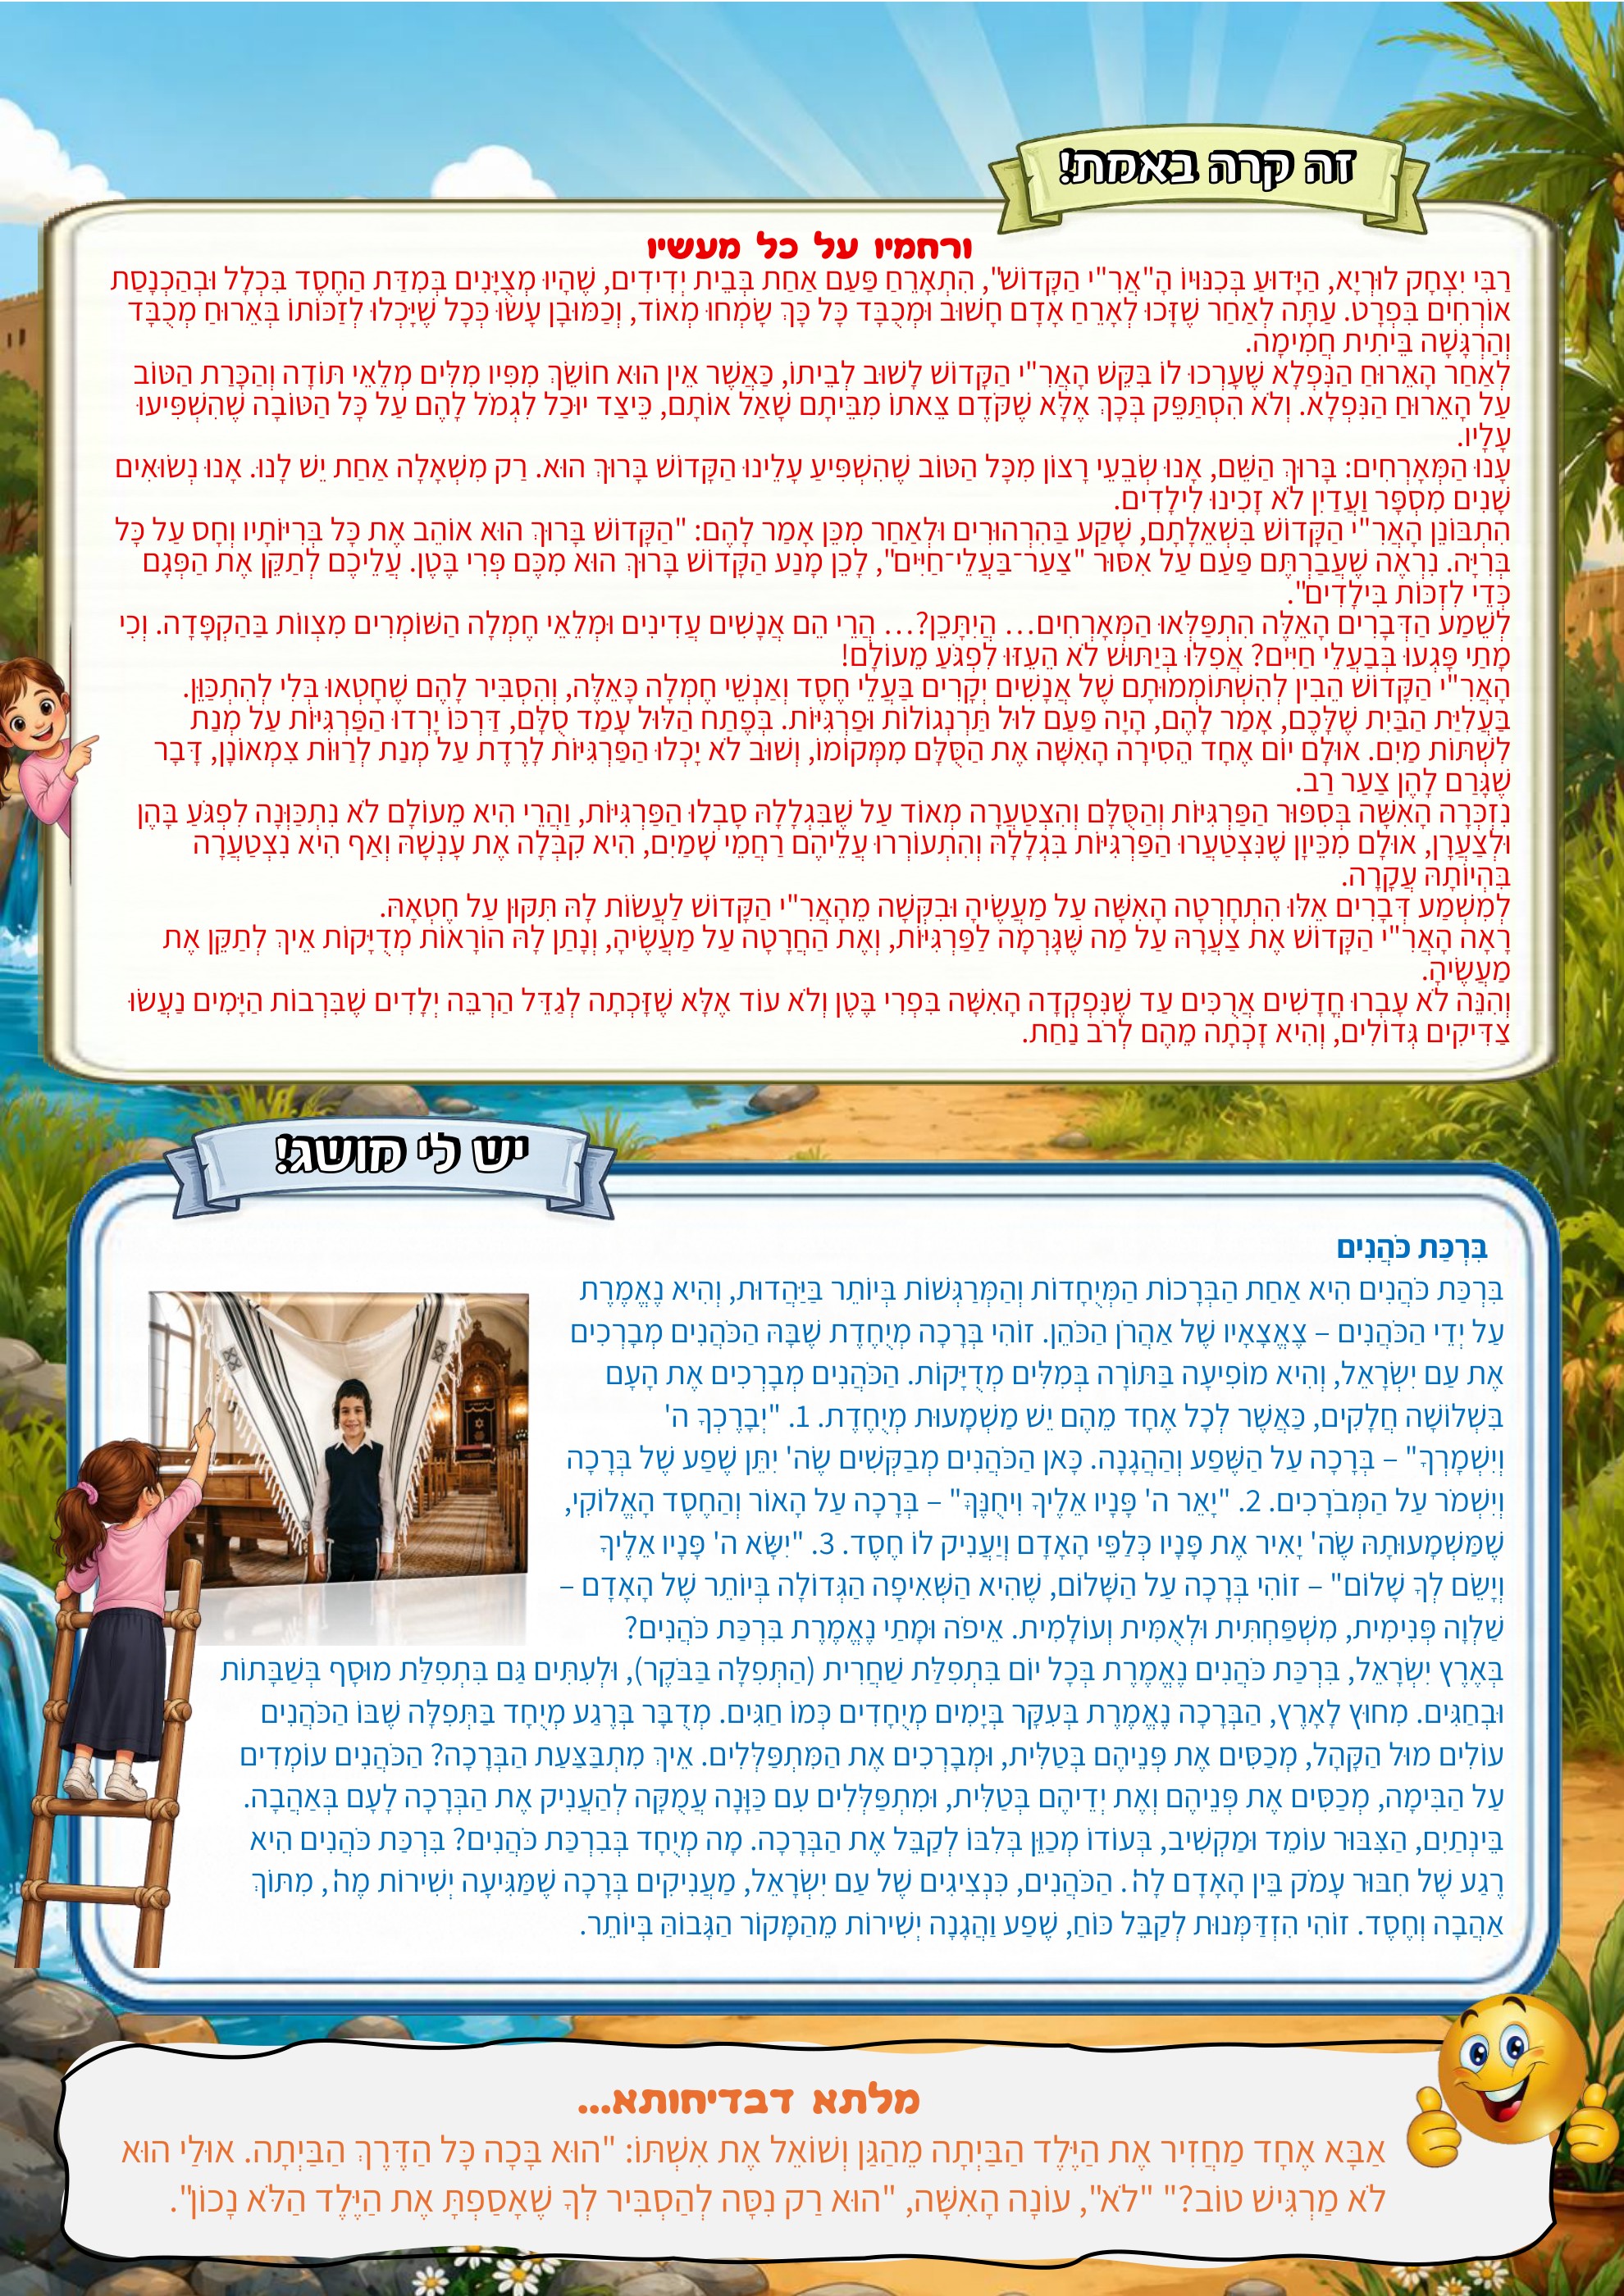 זה קרה באמת!
ורחמיו על כל מעשיו
רַבִּי יִצְחָק לוּרְיָא, הַיָּדוּעַ בְּכִנּוּיוֹ הָ"אֲרִ"י הַקָּדוֹשׁ", הִתְאָרֵחַ פַּעַם אַחַת בְּבֵית יְדִידִים, שֶׁהָיוּ מְצֻיָּנִים בְּמִדַּת הַחֶסֶד בִּכְלָל וּבְהַכְנָסַת
אוֹרְחִים בִּפְרָט. עַתָּה לְאַחַר שֶׁזָּכוּ לְאָרֵחַ אָדָם חָשׁוּב וּמְכֻבָּד כָּל כָּךְ שָׂמְחוּ מְאוֹד, וְכַמּוּבָן עָשׂוּ כְּכָל שֶׁיָּכְלוּ לְזַכּוֹתוֹ בְּאֵרוּחַ מְכֻבָּד
וְהַרְגָּשָׁה בֵּיתִית חֲמִימָה.
לְאַחַר הָאֵרוּחַ הַנִּפְלָא שֶׁעָרְכוּ לוֹ בִּקֵּשׁ הָאֲרִ"י הַקָּדוֹשׁ לָשׁוּב לְבֵיתוֹ, כַּאֲשֶׁר אֵין הוּא חוֹשֵׂךְ מִפִּיו מִלִּים מְלֵאֵי תּוֹדָה וְהַכָּרַת הַטּוֹב
עַל הָאֵרוּחַ הַנִּפְלָא. וְלֹא הִסְתַּפֵּק בְּכָךְ אֶלָּא שֶׁקֹּדֶם צֵאתוֹ מִבֵּיתָם שָׁאַל אוֹתָם, כֵּיצַד יוּכַל לִגְמֹל לָהֶם עַל כָּל הַטּוֹבָה שֶׁהִשְׁפִּיעוּ
עָלָיו.
עָנוּ הַמְּאָרְחִים: בָּרוּךְ הַשֵּׁם, אָנוּ שְׂבֵעֵי רָצוֹן מִכָּל הַטּוֹב שֶׁהִשְׁפִּיעַ עָלֵינוּ הַקָּדוֹשׁ בָּרוּךְ הוּא. רַק מִשְׁאָלָה אַחַת יֵשׁ לָנוּ. אָנוּ נְשׂוּאִים
שָׁנִים מִסְפָּר וַעֲדַיִן לֹא זָכִינוּ לִילָדִים.
הִתְבּוֹנֵן הָאֲרִ"י הַקָּדוֹשׁ בִּשְׁאֵלָתָם, שָׁקַע בְּהִרְהוּרִים וּלְאַחַר מִכֵּן אָמַר לָהֶם: "הַקָּדוֹשׁ בָּרוּךְ הוּא אוֹהֵב אֶת כָּל בְּרִיּוֹתָיו וְחָס עַל כָּל
בְּרִיָּה. נִרְאֶה שֶׁעֲבַרְתֶּם פַּעַם עַל אִסּוּר "צַעַר־בַּעֲלֵי־חַיִּים", לָכֵן מָנַע הַקָּדוֹשׁ בָּרוּךְ הוּא מִכֶּם פְּרִי בֶּטֶן. עֲלֵיכֶם לְתַקֵּן אֶת הַפְּגָם
כְּדֵי לִזְכּוֹת בִּילָדִים".
לְשֵׁמַע הַדְּבָרִים הָאֵלֶּה הִתְפַּלְּאוּ הַמְּאָרְחִים... הֲיִתָּכֵן?... הֲרֵי הֵם אֲנָשִׁים עֲדִינִים וּמְלֵאֵי חֶמְלָה הַשּׁוֹמְרִים מִצְווֹת בַּהַקְפָּדָה. וְכִי
מָתַי פָּגְעוּ בְּבַעֲלֵי חַיִּים? אֲפִלּוּ בְּיַתּוּשׁ לֹא הֵעֵזּוּ לִפְגֹּעַ מֵעוֹלָם!
הָאֲרִ"י הַקָּדוֹשׁ הֵבִין לְהִשְׁתּוֹמְמוּתָם שֶׁל אֲנָשִׁים יְקָרִים בַּעֲלֵי חֶסֶד וְאַנְשֵׁי חֶמְלָה כָּאֵלֶּה, וְהִסְבִּיר לָהֶם שֶׁחָטְאוּ בְּלִי לְהִתְכַּוֵּן.
בַּעֲלִיַּת הַבַּיִת שֶׁלָּכֶם, אָמַר לָהֶם, הָיָה פַּעַם לוּל תַּרְנְגוֹלוֹת וּפַרְגִּיּוֹת. בְּפֶתַח הַלּוּל עָמַד סֻלָּם, דַּרְכּוֹ יָרְדוּ הַפַּרְגִּיּוֹת עַל מְנָת
לִשְׁתּוֹת מַיִם. אוּלָם יוֹם אֶחָד הֵסִירָה הָאִשָּׁה אֶת הַסֻּלָּם מִמְּקוֹמוֹ, וְשׁוּב לֹא יָכְלוּ הַפַּרְגִּיּוֹת לָרֶדֶת עַל מְנָת לְרַוּוֹת צִמְאוֹנָן, דָּבָר
שֶׁגָּרַם לָהֶן צַעַר רַב.
נִזְכְּרָה הָאִשָּׁה בְּסִפּוּר הַפַּרְגִּיּוֹת וְהַסֻּלָּם וְהִצְטַעֲרָה מְאוֹד עַל שֶׁבִּגְלָלָהּ סָבְלוּ הַפַּרְגִּיּוֹת, וַהֲרֵי הִיא מֵעוֹלָם לֹא נִתְכַּוְּנָה לִפְגֹּעַ בָּהֶן
וּלְצַעֲרָן, אוּלָם מִכֵּיוָן שֶׁנִּצְטַעֲרוּ הַפַּרְגִּיּוֹת בִּגְלָלָהּ וְהִתְעוֹרְרוּ עֲלֵיהֶם רַחֲמֵי שָׁמַיִם, הִיא קִבְּלָה אֶת עָנְשָׁהּ וְאַף הִיא נִצְטַעֲרָה
בִּהְיוֹתָהּ עֲקָרָה.
לְמִשְׁמַע דְּבָרִים אֵלּוּ הִתְחָרְטָה הָאִשָּׁה עַל מַעֲשֶׂיהָ וּבִקְּשָׁה מֵהָאֲרִ"י הַקָּדוֹשׁ לַעֲשׂוֹת לָהּ תִּקּוּן עַל חֶטְאָהּ.
רָאָה הָאֲרִ"י הַקָּדוֹשׁ אֶת צַעֲרָהּ עַל מַה שֶּׁגָּרְמָה לַפַּרְגִּיּוֹת, וְאֶת הַחֲרָטָה עַל מַעֲשֶׂיהָ, וְנָתַן לָהּ הוֹרָאוֹת מְדֻיָּקוֹת אֵיךְ לְתַקֵּן אֶת
מַעֲשֶׂיהָ.
וְהִנֵּה לֹא עָבְרוּ חֳדָשִׁים אֲרֻכִּים עַד שֶׁנִּפְקְדָה הָאִשָּׁה בִּפְרִי בֶּטֶן וְלֹא עוֹד אֶלָּא שֶׁזָּכְתָה לְגַדֵּל הַרְבֵּה יְלָדִים שֶׁבִּרְבוֹת הַיָּמִים נַעֲשׂוּ
צַדִּיקִים גְּדוֹלִים, וְהִיא זָכְתָה מֵהֶם לְרֹב נַחַת.
יש לי מושג!
בִּרְכַּת כֹּהֲנִים
בִּרְכַּת כֹּהֲנִים הִיא אַחַת הַבְּרָכוֹת הַמְּיֻחָדוֹת וְהַמְּרַגְּשׁוֹת בְּיוֹתֵר בַּיַּהֲדוּת, וְהִיא נֶאֱמֶרֶת
עַל יְדֵי הַכֹּהֲנִים – צֶאֱצָאָיו שֶׁל אַהֲרֹן הַכֹּהֵן. זוֹהִי בְּרָכָה מְיֻחֶדֶת שֶׁבָּהּ הַכֹּהֲנִים מְבָרְכִים
אֶת עַם יִשְׂרָאֵל, וְהִיא מוֹפִיעָה בַּתּוֹרָה בְּמִלִּים מְדֻיָּקוֹת. הַכֹּהֲנִים מְבָרְכִים אֶת הָעָם
בִּשְׁלוֹשָׁה חֲלָקִים, כַּאֲשֶׁר לְכָל אֶחָד מֵהֶם יֵשׁ מַשְׁמָעוּת מְיֻחֶדֶת. 1. "יְבָרֶכְךָ ה'
וְיִשְׁמָרְךָ" – בְּרָכָה עַל הַשֶּׁפַע וְהַהֲגָנָה. כָּאן הַכֹּהֲנִים מְבַקְּשִׁים שֶׁה' יִתֵּן שֶׁפַע שֶׁל בְּרָכָה
וְיִשְׁמֹר עַל הַמְּבֹרָכִים. 2. "יָאֵר ה' פָּנָיו אֵלֶיךָ וִיחֻנֶּךָּ" – בְּרָכָה עַל הָאוֹר וְהַחֶסֶד הָאֱלוֹקִי,
שֶׁמַּשְׁמָעוּתָהּ שֶׁה' יָאִיר אֶת פָּנָיו כְּלַפֵּי הָאָדָם וְיַעֲנִיק לוֹ חֶסֶד. 3. "יִשָּׂא ה' פָּנָיו אֵלֶיךָ
וְיָשֵׂם לְךָ שָׁלוֹם" – זוֹהִי בְּרָכָה עַל הַשָּׁלוֹם, שֶׁהִיא הַשְּׁאִיפָה הַגְּדוֹלָה בְּיוֹתֵר שֶׁל הָאָדָם –
שַׁלְוָה פְּנִימִית, מִשְׁפַּחְתִּית וּלְאֻמִּית וְעוֹלָמִית. אֵיפֹה וּמָתַי נֶאֱמֶרֶת בִּרְכַּת כֹּהֲנִים?
בְּאֶרֶץ יִשְׂרָאֵל, בִּרְכַּת כֹּהֲנִים נֶאֱמֶרֶת בְּכָל יוֹם בִּתְפִלַּת שַׁחֲרִית (הַתְּפִלָּה בַּבֹּקֶר), וּלְעִתִּים גַּם בִּתְפִלַּת מוּסָף בְּשַׁבָּתוֹת
וּבְחַגִּים. מִחוּץ לָאָרֶץ, הַבְּרָכָה נֶאֱמֶרֶת בְּעִקָּר בְּיָמִים מְיֻחָדִים כְּמוֹ חַגִּים. מְדֻבָּר בְּרֶגַע מְיֻחָד בַּתְּפִלָּה שֶׁבּוֹ הַכֹּהֲנִים
עוֹלִים מוּל הַקָּהָל, מְכַסִּים אֶת פְּנֵיהֶם בְּטַלִּית, וּמְבָרְכִים אֶת הַמִּתְפַּלְּלִים. אֵיךְ מִתְבַּצַּעַת הַבְּרָכָה? הַכֹּהֲנִים עוֹמְדִים
עַל הַבִּימָה, מְכַסִּים אֶת פְּנֵיהֶם וְאֶת יְדֵיהֶם בְּטַלִּית, וּמִתְפַּלְּלִים עִם כַּוָּנָה עֲמֻקָּה לְהַעֲנִיק אֶת הַבְּרָכָה לָעָם בְּאַהֲבָה.
בֵּינְתַיִם, הַצִּבּוּר עוֹמֵד וּמַקְשִׁיב, בְּעוֹדוֹ מְכַוֵּן בְּלִבּוֹ לְקַבֵּל אֶת הַבְּרָכָה. מָה מְיֻחָד בְּבִרְכַּת כֹּהֲנִים? בִּרְכַּת כֹּהֲנִים הִיא
רֶגַע שֶׁל חִבּוּר עָמֹק בֵּין הָאָדָם לַה'. הַכֹּהֲנִים, כִּנְצִיגִים שֶׁל עַם יִשְׂרָאֵל, מַעֲנִיקִים בְּרָכָה שֶׁמַּגִּיעָה יְשִׁירוֹת מֵה', מִתּוֹךְ
אַהֲבָה וְחֶסֶד. זוֹהִי הִזְדַּמְּנוּת לְקַבֵּל כּוֹחַ, שֶׁפַע וַהֲגָנָה יְשִׁירוֹת מֵהַמָּקוֹר הַגָּבוֹהַּ בְּיוֹתֵר.
מלתא דבדיחותא...
אַבָּא אֶחָד מַחֲזִיר אֶת הַיֶּלֶד הַבַּיְתָה מֵהַגַּן וְשׁוֹאֵל אֶת אִשְׁתּוֹ: "הוּא בָּכָה כָּל הַדֶּרֶךְ הַבַּיְתָה. אוּלַי הוּא
לֹא מַרְגִּישׁ טוֹב?" "לֹא", עוֹנָה הָאִשָּׁה, "הוּא רַק נִסָּה לְהַסְבִּיר לְךָ שֶׁאָסַפְתָּ אֶת הַיֶּלֶד הַלֹּא נָכוֹן".